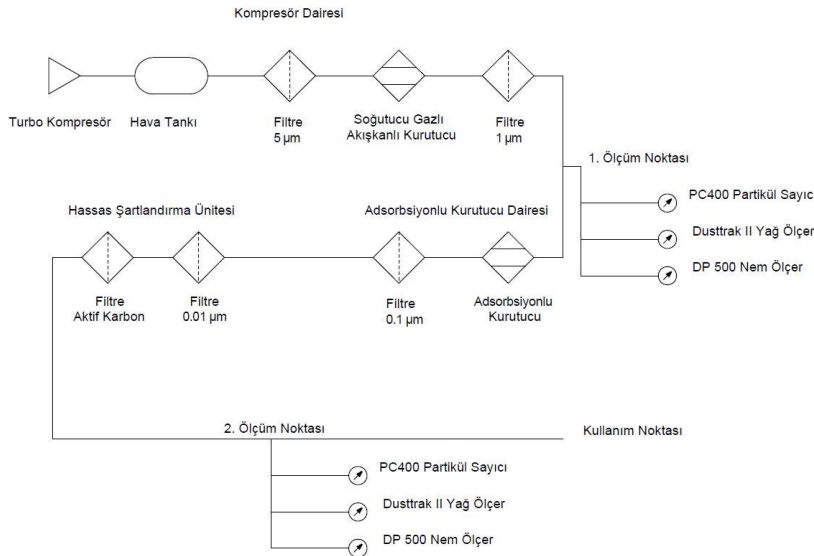 Kompresör Dairesi
Turbo Kompresör
Hava Tankı
Filtre
5 µm
Soğutucu Gazlı
Akışkanlı Kurutucu
Filtre
1 µm
1. Ölçüm Noktası
PC400 Partikül Sayıc
Dusttrak II Yağ Ölçer
DP 500 Nem Ölçer
Hassas Şartlandırma Ünitesi
Adsorbsiyonlu Kurutucu Dairesi
Filtre
Aktif Karbon
Filtre
0.01 µm
Filtre
0.1 µm
Adsorbsiyonlu
Kurutucu
2. Ölçüm Noktası
Kullanım Noktası
PC400 Partikül Sayıcı
Dusttrak II Yağ Ölçer
DP 500 Nem Ölçer